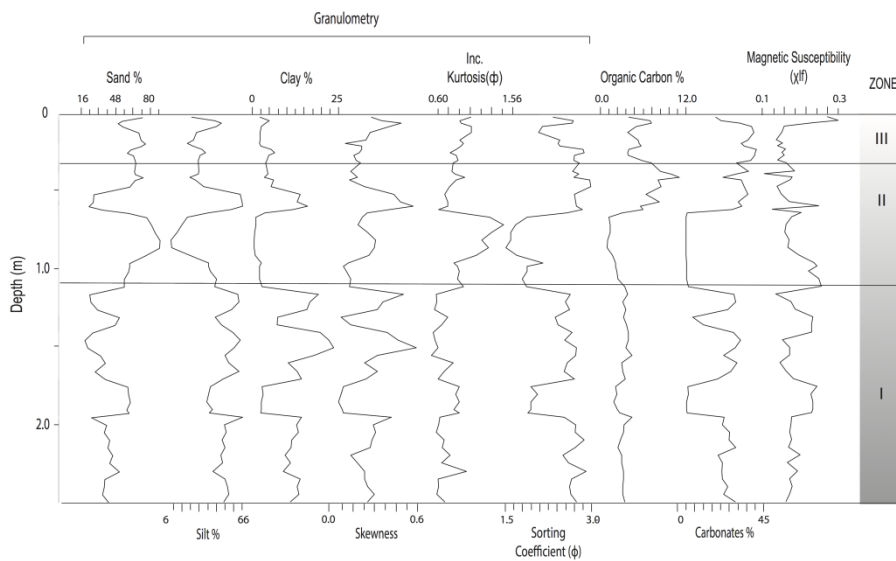 Granulometry
Sand %
Clay %
Inc.
Kurtosis(ф)
Organic Carbon %
Magnetic Susceptibility
(χlf)
ZONE
16 48 80
0 25
0.60 1.56
0.0 12.0
0.1 0.3
0
1.0
2.0
Depth (m)
III
II
I
6 66
0.0 0.6
1.5 3.9
0 45
Silt %
Skewness
Sorting
Coefficient (ф)
Carbonates %